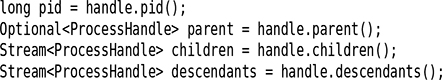 long pid = handle.pid();
Optional<ProcessHandle> parent = handle.parent();
Stream<ProcessHandle> children = handle.children();
Stream<ProcessHandle> descendants = handle.descendants();